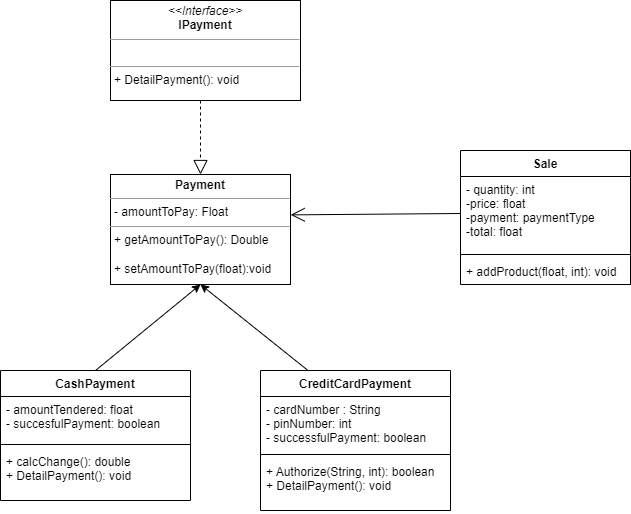 <<Interface>>
IPayment
+ DetailPayment(): void
Payment
- amountToPay: Float
+ getAmountToPay(): Double
+ setAmountToPay(float):void
Sale
- quantity: int
-price: float
-payment: paymentType
-total: float
+ addProduct(float, int): void
CashPayment
- amountTendered: float
- succesfulPayment: boolean
+ calcChange(): double
+ DetailPayment(): void
CreditCardPayment
- cardNumber : String
- pinNumber: int
- successfulPayment: boolean
+ Authorize(String, int): boolean
+ DetailPayment(): void